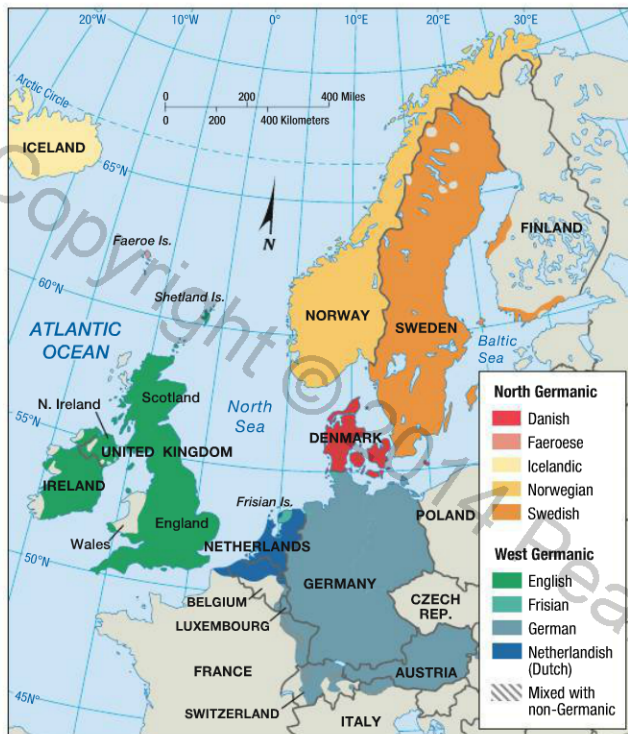 20°W
10°W
0°
10°E
20°E
30°E
Arctic Circle
0 200 400 Miles
0 200 400 Kilometers
ICELAND
65°N
N
FINLAND
Faeroe Is.
60°N
Shetland Is.
NORWAY
SWEDEN
ATLANTIC
OCEAN
Baltic
Sea
Scotland
North
Sea
55°N
N. Ireland
DENMARK
UNITED KINGDOM
IRELAND
Frisian Is.
England
Wales
POLAND
NETHERLANDS
50°N
GERMANY
BELGIUM
CZECH
REP.
LUXEMBOURG
FRANCE
AUSTRIA
45N°
SWITZERLAND
ITALY
North Germanic
Danish
Faeroese
Icelandic
Norwegian
Swedish
West Germanic
English
Frisian
German
Netherlandish
(Dutch)
Mixed with
non-Germanic
Copyright © 2014 Pea